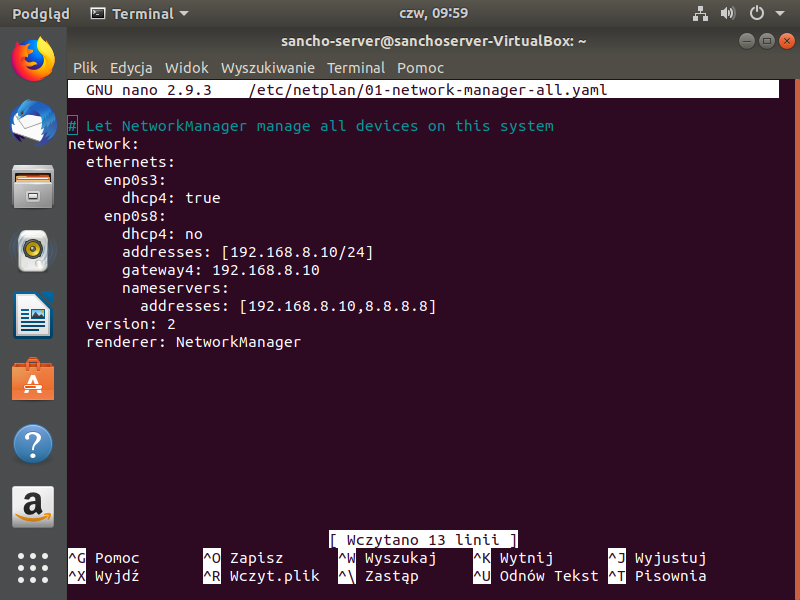 Podgląd Terminal czw, 09:59
sancho-server@sanchoserver-VirtualBox: ~
Plik Edycja Widok Wyszukiwanie Terminal Pomoc
GNU nano 2.9.3 /etc/netplan/01-network-manager-all.yaml
# Let NetworkManager manage all devices on this system
network:
  ethernets:
    enp0s3:
      dhcp4: true
    enp0s8:
      dhcp4: no
      addresses: [192.168.8.10/24]
      gateway4: 192.168.8.10
      nameservers:
        addresses: [192.168.8.10,8.8.8.8]
  version: 2
  renderer: NetworkManager
[ Wczytano 13 linii ]
^G Pomoc ^O Zapisz ^W Wyszukaj ^K Wytnij ^J Wyjustuj
^X Wyjdź ^R Wczyt.plik ^\ Zastąp ^U Odnów Tekst ^T Pisownia